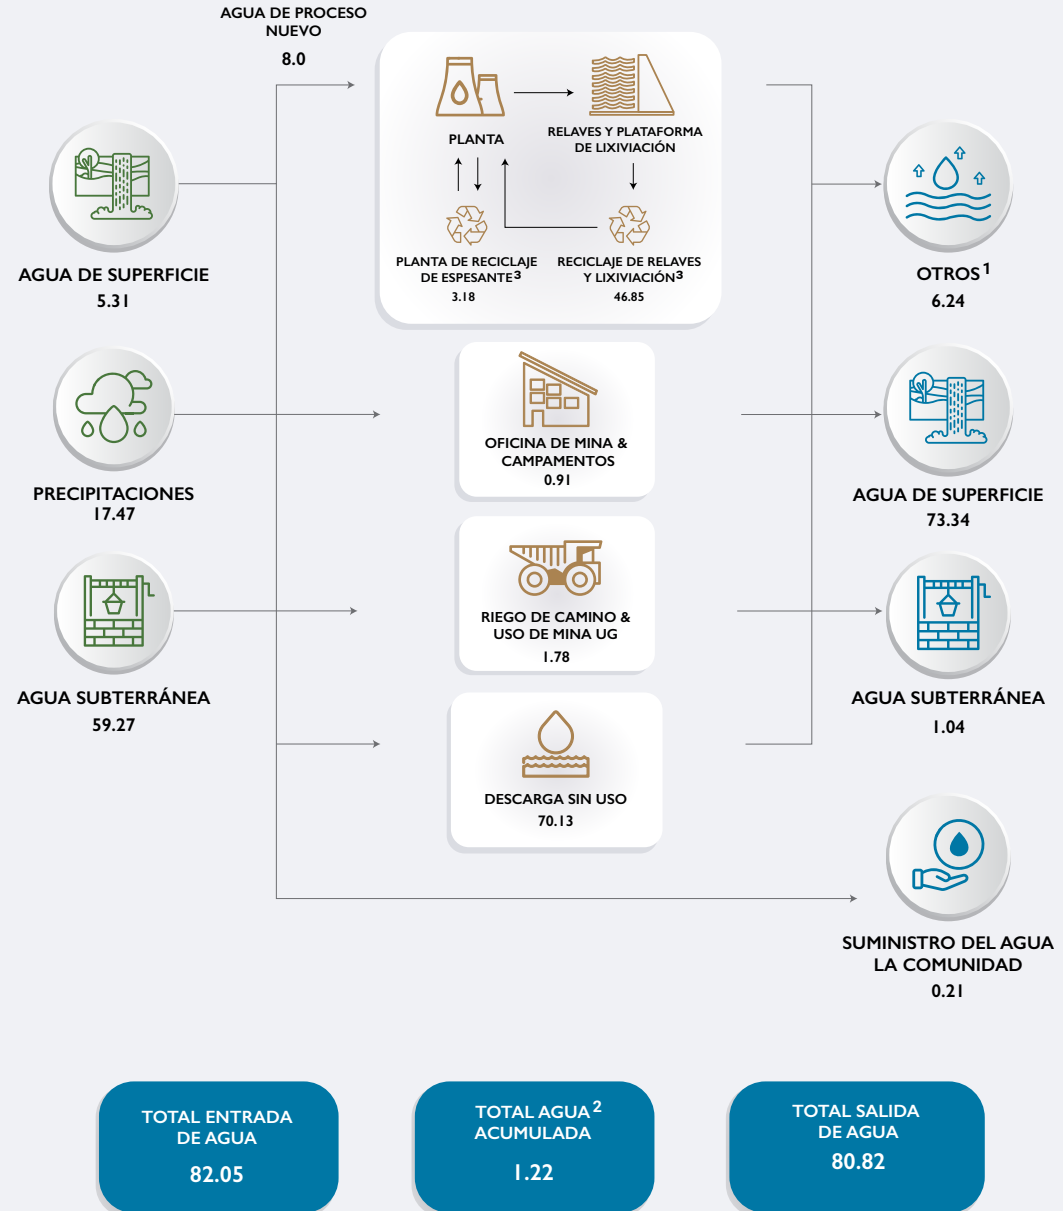 AGUA DE PROCESO
NUEVO
8.0
PLANTA
RELAVES Y PLATAFORMA
DE LIXIVIACIÓN
PLANTA DE RECICLAJE
DE ESPESANTE3
3.18
RECICLAJE DE RELAVES
Y LIXIVIACIÓN3
46.85
AGUA DE SUPERFICIE
5.31
OTROS1
6.24
OFICINA DE MINA &
CAMPAMENTOS
0.91
PRECIPITACIONES
17.47
AGUA DE SUPERFICIE
73.34
RIEGO DE CAMINO &
USO DE MINA UG
1.78
AGUA SUBTERRÁNEA
59.27
AGUA SUBTERRÁNEA
1.04
DESCARGA SIN USO
70.13
SUMINISTRO DEL AGUA
LA COMUNIDAD
0.21
TOTAL ENTRADA
DE AGUA
82.05
TOTAL AGUA2
ACUMULADA
1.22
TOTAL SALIDA
DE AGUA
80.82